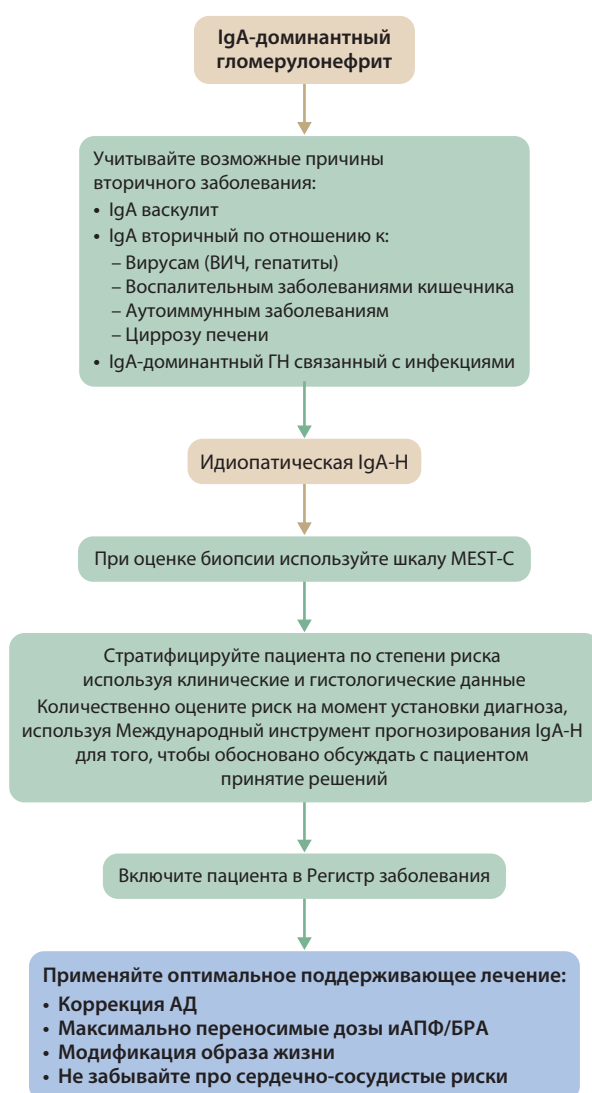 IgA-доминантный
гломерулонефрит
Учитывайте возможные причины
вторичного заболевания:
• IgA васкулит
• IgA вторичный по отношению к:
– Вирусам (ВИЧ, гепатиты)
– Воспалительным заболеваниями кишечника
– Аутоиммунным заболеваниям
– Циррозу печени
• IgA-доминантный ГН связанный с инфекциями
Идиопатическая IgA-Н
При оценке биопсии используйте шкалу MEST-C
Стратифицируйте пациента по степени риска
используя клинические и гистологические данные
Количественно оцените риск на момент установки диагноза,
используя Международный инструмент прогнозирования IgA-Н
для того, чтобы обосновано обсуждать с пациентом
принятие решений
Включите пациента в Регистр заболевания
Применяйте оптимальное поддерживающее лечение:
• Коррекция АД
• Максимально переносимые дозы иАПФ/БРА
• Модификация образа жизни
• Не забывайте про сердечно-сосудистые риски